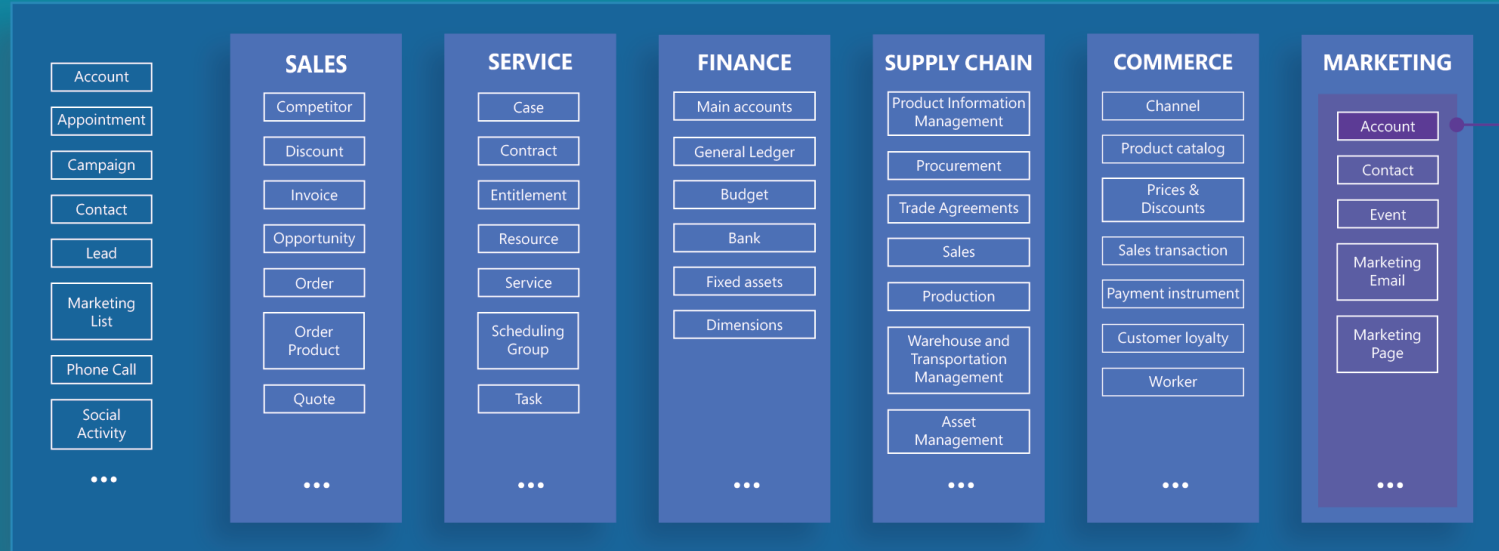 Account
Appointment
Campaign
Contact
Lead
Marketing
List
Phone Call
Social
Activity
...
SALES
Competitor
Discount
Invoice
Opportunity
Order
Order
Product
Quote
...
SERVICE
Case
Contract
Entitlement
Resource
Service
Scheduling
Group
Task
...
FINANCE
Main accounts
General Ledger
Budget
Bank
Fixed assets
Dimensions
...
SUPPLY CHAIN
Product Information
Management
Procurement
Trade Agreements
Sales
Production
Warehouse and
Transportation
Management
Asset
Management
...
COMMERCE
Channel
Product catalog
Prices &
Discounts
Sales transaction
Payment instrument
Customer loyalty
Worker
...
MARKETING
Account
Contact
Event
Marketing
Email
Marketing
Page
...